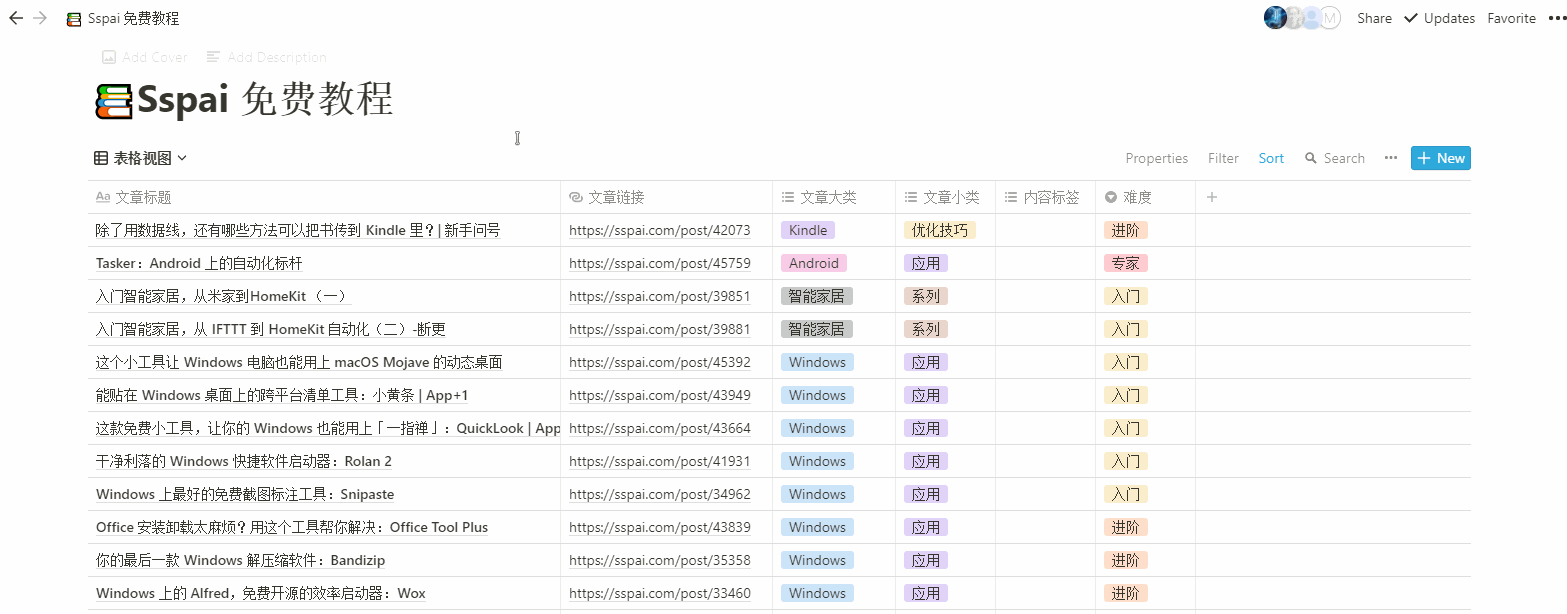 Sspai 免费教程
M Share Updates Favorite
Add Cover Add Description
Sspai 免费教程
表格视图 Properties Filter Sort Search New
Aa 文章标题 文章链接 文章大类 文章小类 内容标签 难度
除了用数据线，还有哪些方法可以把书传到 Kindle 里？| 新手问号 https://sspai.com/post/42073 Kindle 优化技巧 进阶
Tasker：Android 上的自动化标杆 https://sspai.com/post/45759 Android 应用 专家
入门智能家居，从米家到HomeKit（一） https://sspai.com/post/39851 智能家居 系列 入门
入门智能家居，从 IFTTT 到 HomeKit 自动化（二）-断更 https://sspai.com/post/39881 智能家居 系列 入门
这个小工具让 Windows 电脑也能用上 macOS Mojave 的动态桌面 https://sspai.com/post/45392 Windows 应用 入门
能贴在 Windows 桌面上的跨平台清单工具：小黄条 | App+1 https://sspai.com/post/43949 Windows 应用 入门
这款免费小工具，让你的 Windows 也能用上「一指禅」：QuickLook | App https://sspai.com/post/43664 Windows 应用 入门
干净利落的 Windows 快捷软件启动器：Rolan 2 https://sspai.com/post/41931 Windows 应用 入门
Windows 上最好的免费截图标注工具：Snipaste https://sspai.com/post/34962 Windows 应用 入门
Office 安装卸载太麻烦？用这个工具帮你解决：Office Tool Plus https://sspai.com/post/43839 Windows 应用 进阶
你的最后一款 Windows 解压缩软件：Bandizip https://sspai.com/post/35358 Windows 应用 进阶
Windows 上的 Alfred，免费开源的效率启动器：Wox https://sspai.com/post/33460 Windows 应用 进阶